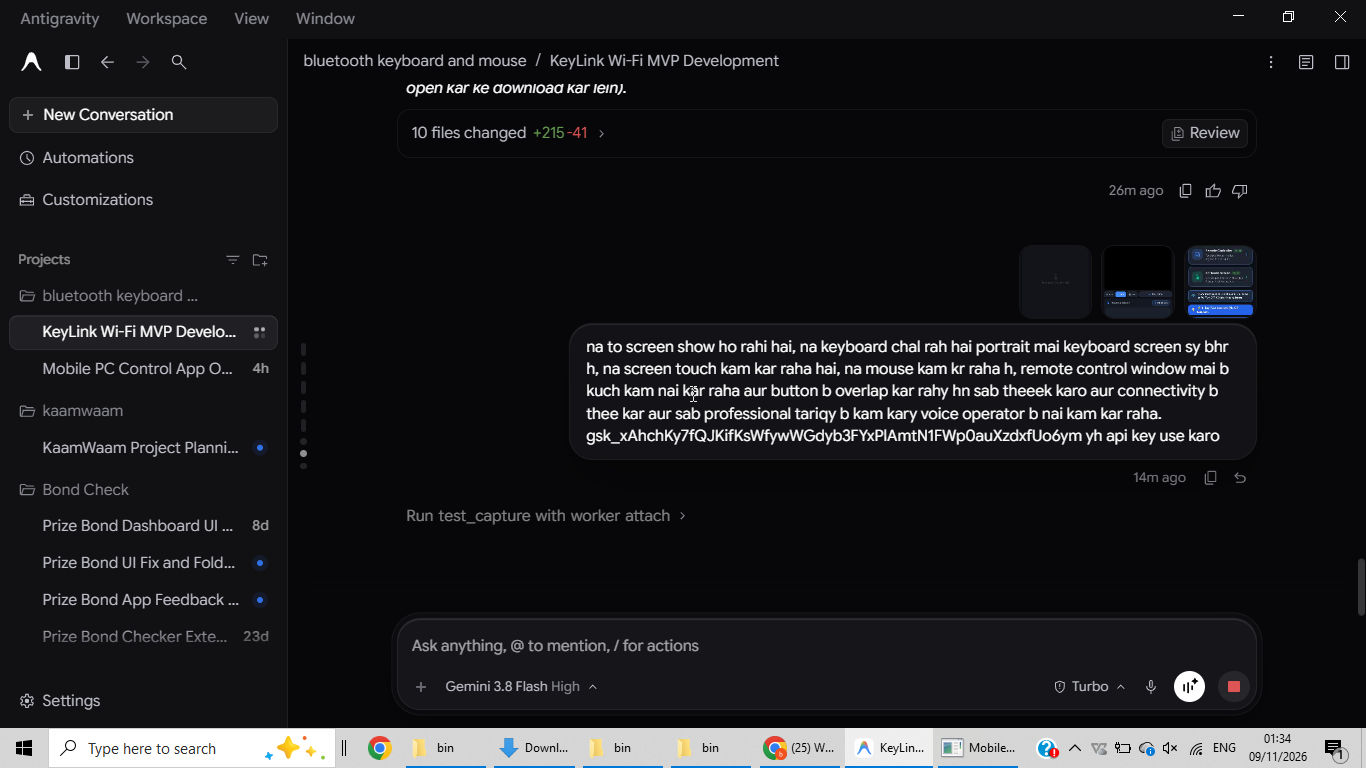 Antigravity Workspace View Window
bluetooth keyboard and mouse / KeyLink Wi-Fi MVP Development
New Conversation
Automations
Customizations
Projects
bluetooth keyboard ...
KeyLink Wi-Fi MVP Develo...
Mobile PC Control App O... 4h
kaamwaam
KaamWaam Project Planni...
Bond Check
Prize Bond Dashboard UI ... 8d
Prize Bond UI Fix and Fold...
Prize Bond App Feedback ...
Prize Bond Checker Exte... 23d
Settings
open kar ke download kar lein).
10 files changed +215 -41
Review
26m ago
na to screen show ho rahi hai, na keyboard chal rah hai portrait mai keyboard screen sy bhr
h, na screen touch kam kar raha hai, na mouse kam kr raha h, remote control window mai b
kuch kam nai kar raha aur button b overlap kar rahy hn sab theeek karo aur connectivity b
thee kar aur sab professional tariqy b kam kary voice operator b nai kam kar raha.
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 yh api key use karo
14m ago
Run test_capture with worker attach
Ask anything, @ to mention, / for actions
Gemini 3.8 Flash High
Turbo
Type here to search
bin
Downl...
bin
bin
(25) W...
KeyLin...
Mobile...
ENG
01:34
09/11/2026
1